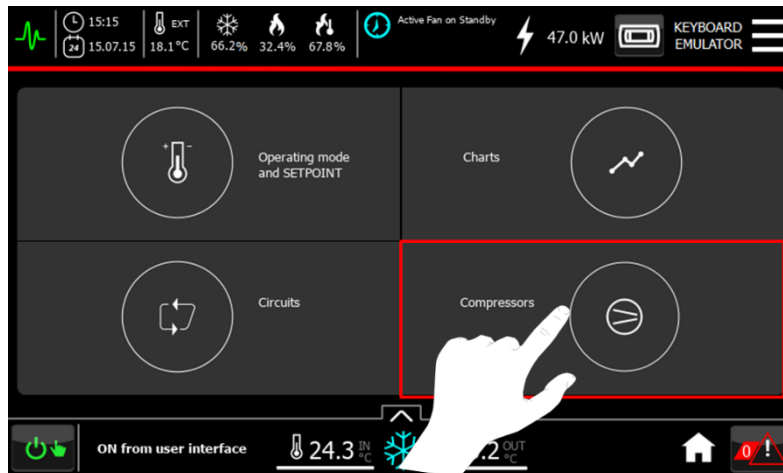 15:15
24 15.07.15
EXT
18.1°C
66.2% 32.4% 67.8%
Active Fan on Standby
47.0 kW
KEYBOARD
EMULATOR
+ -
Operating mode
and SETPOINT
Charts
Circuits
Compressors
ON from user interface
24.3 IN °C
.2 OUT °C
0 !